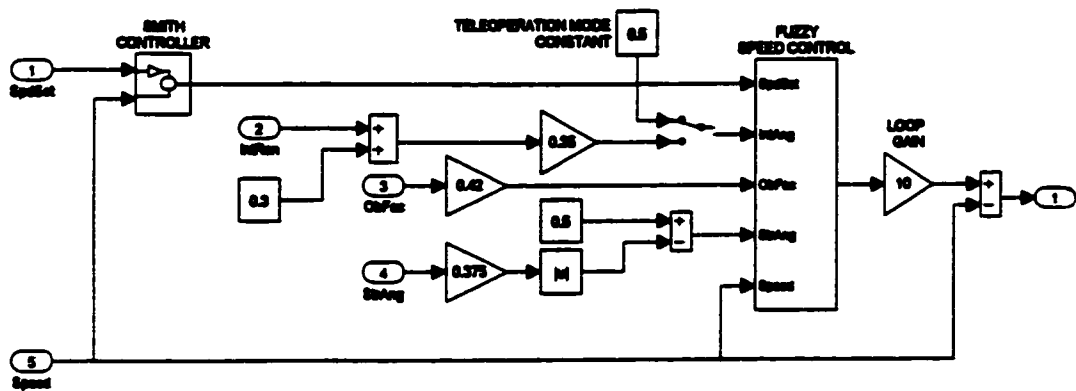 SMITH
CONTROLLER
TELEOPERATION MODE
CONSTANT
0.5
FUZZY
SPEED CONTROL
1
SpdSet
SpdSet
2
IntRen
+
+
0.35
IntAng
LOOP
GAIN
0.3
3
ObFac
0.42
ObFac
10
+
−
1
0.5
+
−
StrAng
4
StrAng
0.375
|u|
Speed
5
Speed